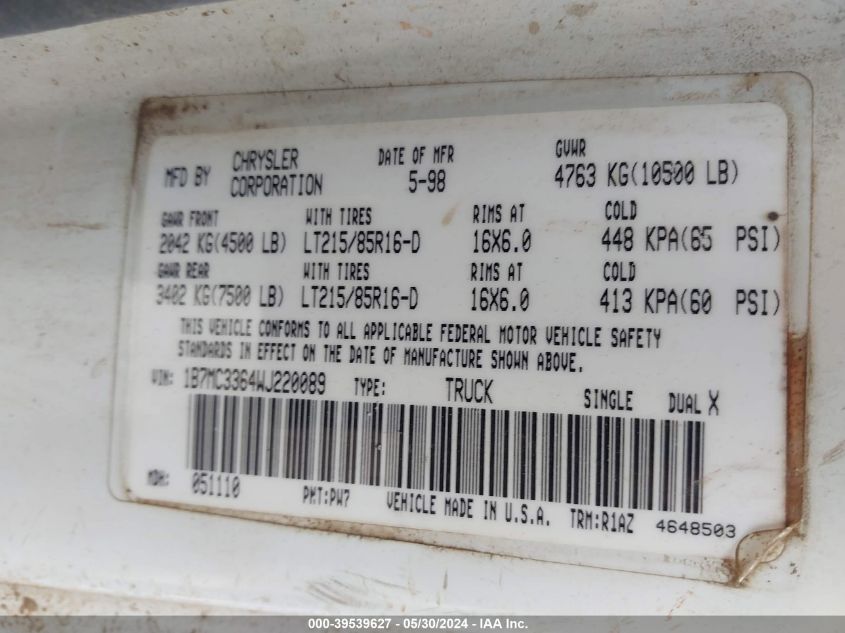 MFD BY CHRYSLER CORPORATION DATE OF MFR 5-98 GVWR 4763 KG(10500 LB)
GAWR FRONT WITH TIRES RIMS AT COLD
2042 KG(4500 LB) LT215/85R16-D 16X6.0 448 KPA(65 PSI)
GAWR REAR WITH TIRES RIMS AT COLD
3402 KG(7500 LB) LT215/85R16-D 16X6.0 413 KPA(60 PSI)
THIS VEHICLE CONFORMS TO ALL APPLICABLE FEDERAL MOTOR VEHICLE SAFETY
STANDARDS IN EFFECT ON THE DATE OF MANUFACTURE SHOWN ABOVE.
VIN: 1B7MC3364WJ220089 TYPE: TRUCK SINGLE DUAL X
MDH: 051110 PNT:PW7 VEHICLE MADE IN U.S.A. TRM:R1AZ 4648503
000-39539627 - 05/30/2024 - IAA Inc.